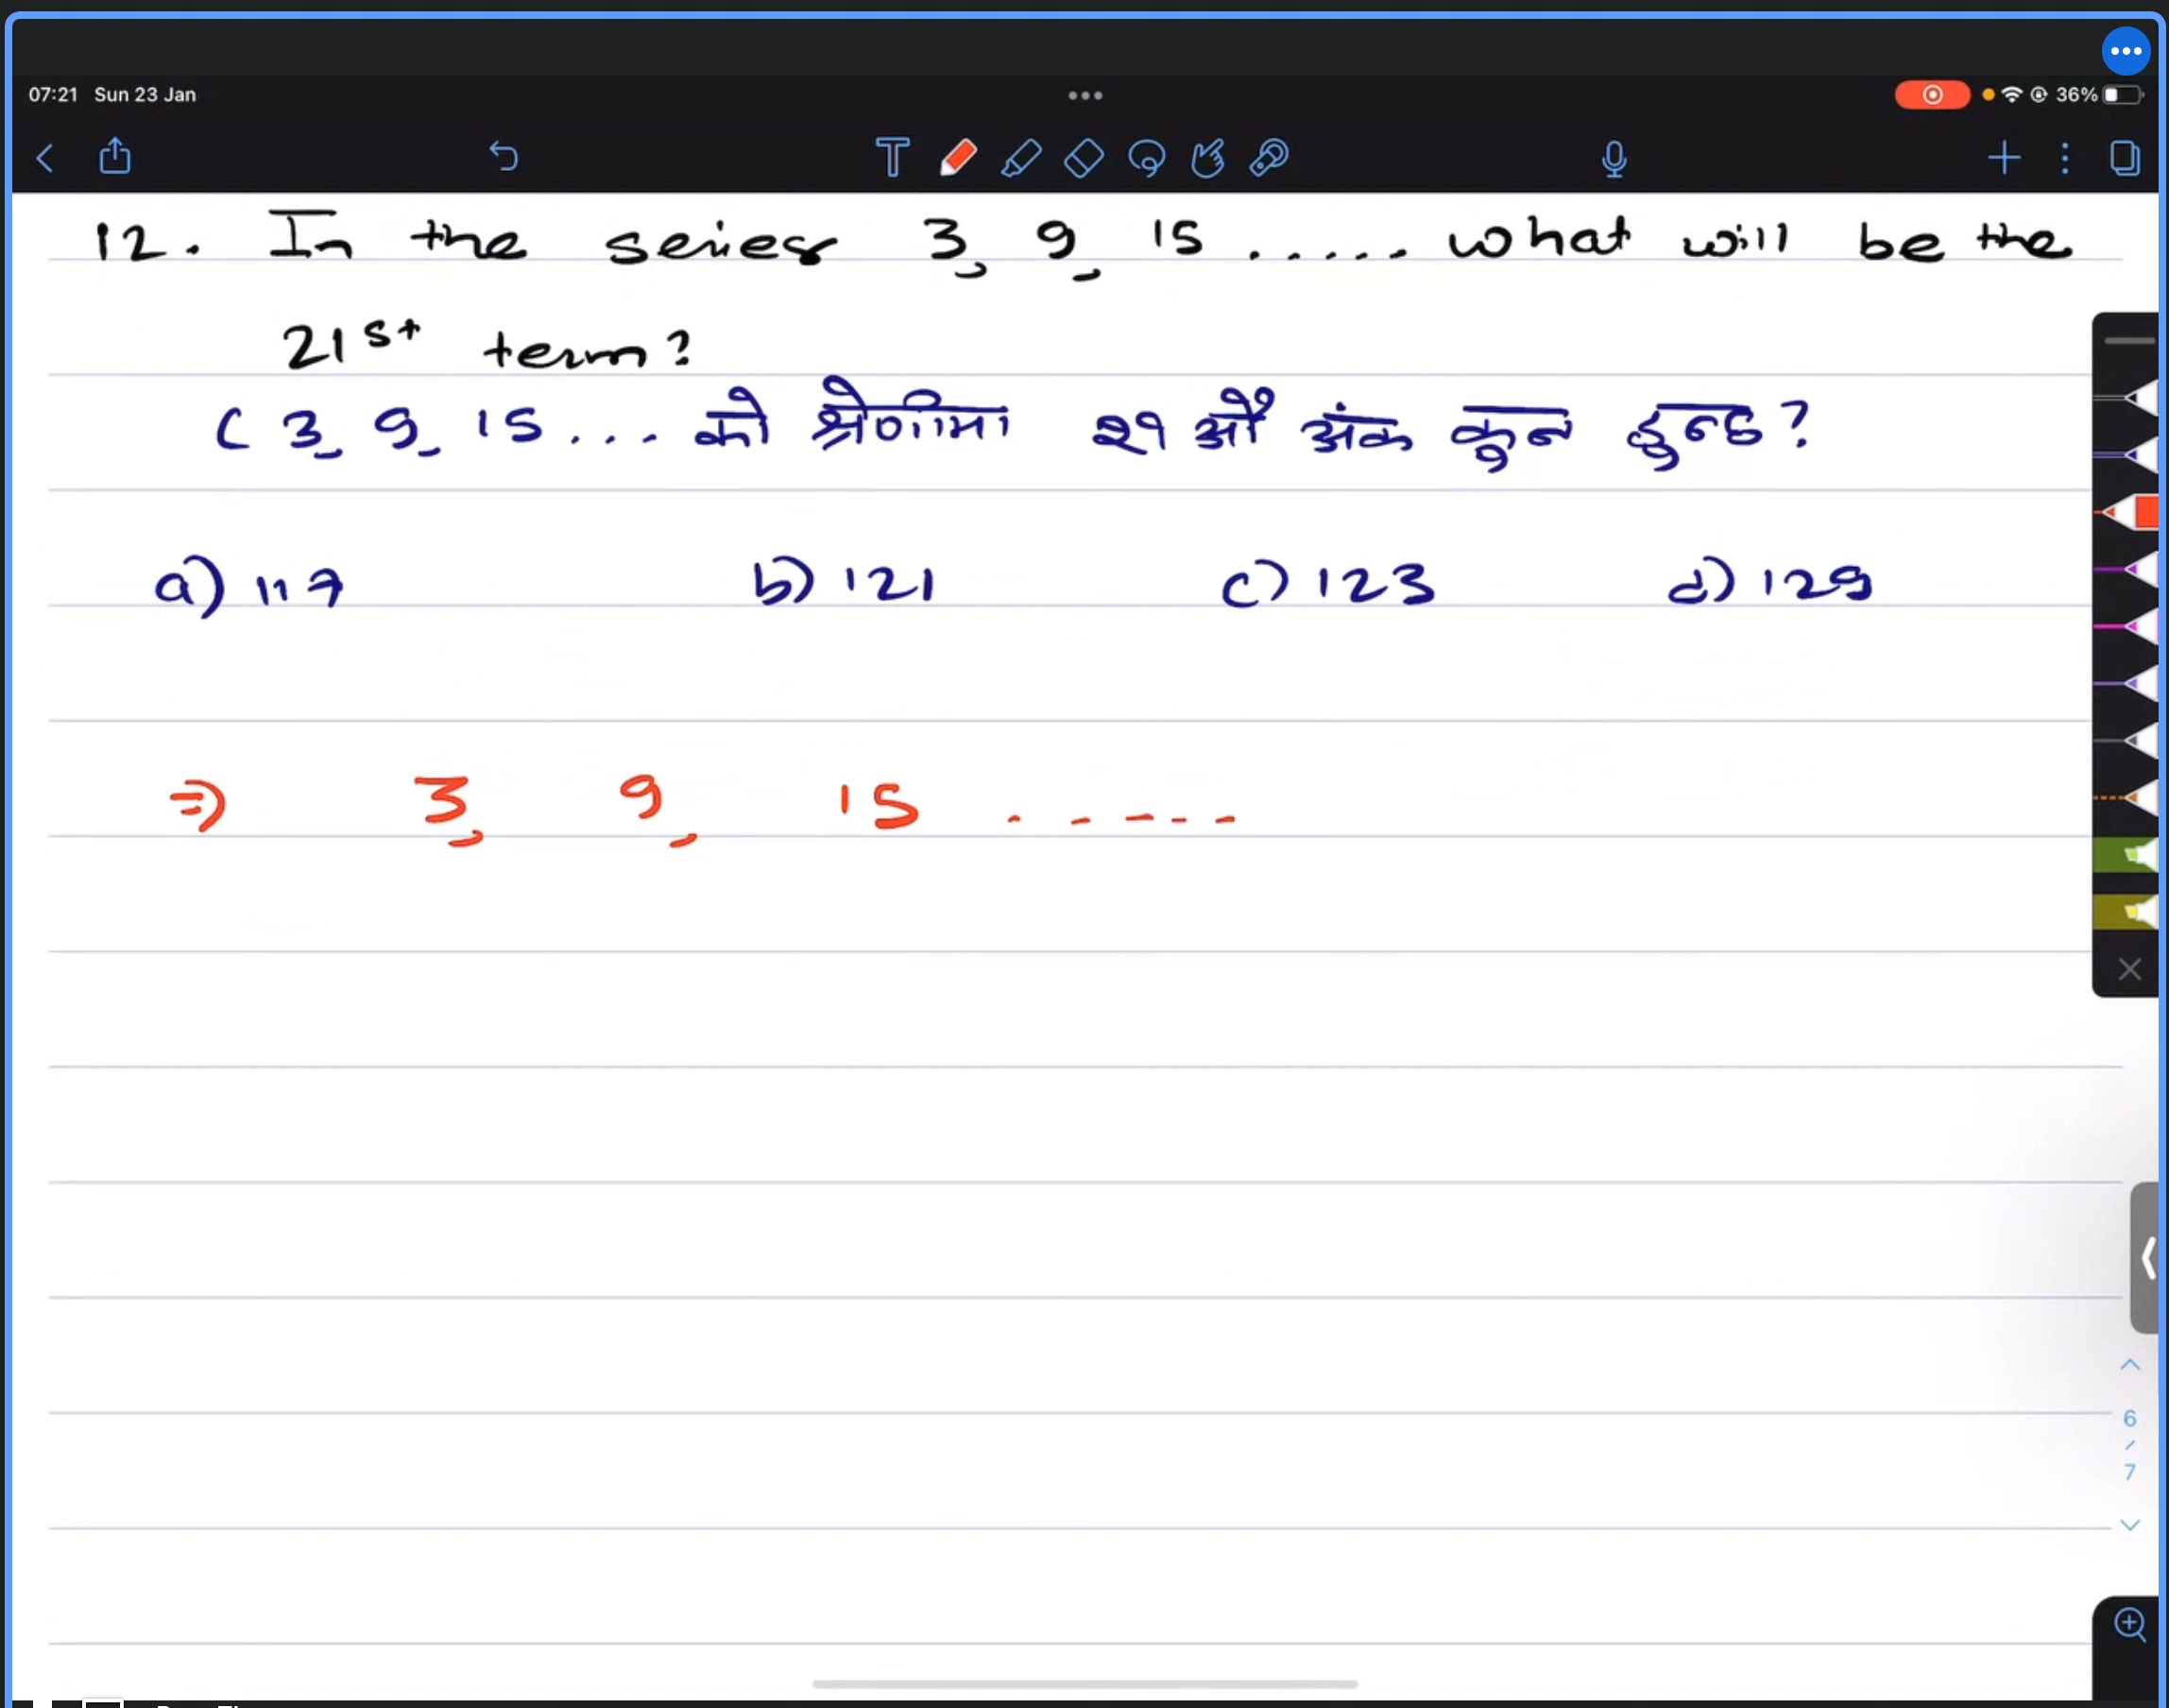 07:21 Sun 23 Jan
36%
12. In the series 3, 9, 15 ..... what will be the
21st term?
( 3, 9, 15 ... को श्रेणीमा २१ औं अंक कुन हुन्छ?
a) 117 b) 121 c) 123 d) 129
⇒ 3, 9, 15 .....
6
/
7